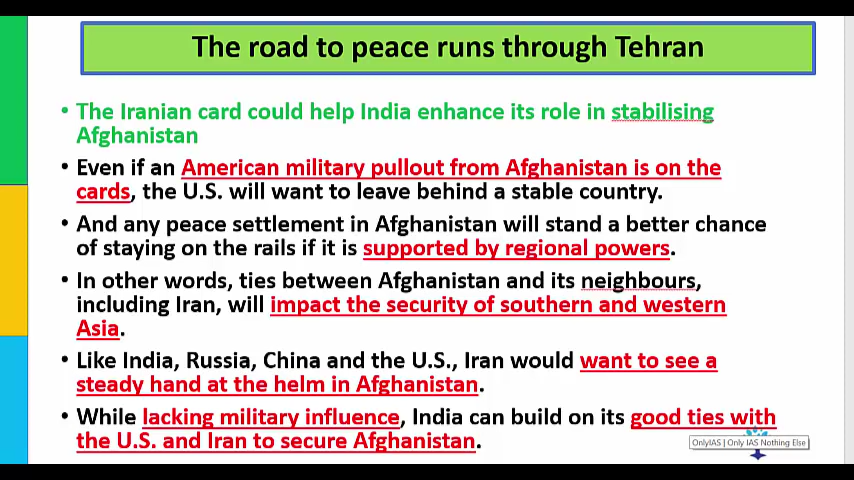 The road to peace runs through Tehran
• The Iranian card could help India enhance its role in stabilising
Afghanistan
• Even if an American military pullout from Afghanistan is on the
cards, the U.S. will want to leave behind a stable country.
• And any peace settlement in Afghanistan will stand a better chance
of staying on the rails if it is supported by regional powers.
• In other words, ties between Afghanistan and its neighbours,
including Iran, will impact the security of southern and western
Asia.
• Like India, Russia, China and the U.S., Iran would want to see a
steady hand at the helm in Afghanistan.
• While lacking military influence, India can build on its good ties with
the U.S. and Iran to secure Afghanistan.
OnlyIAS | Only IAS Nothing Else